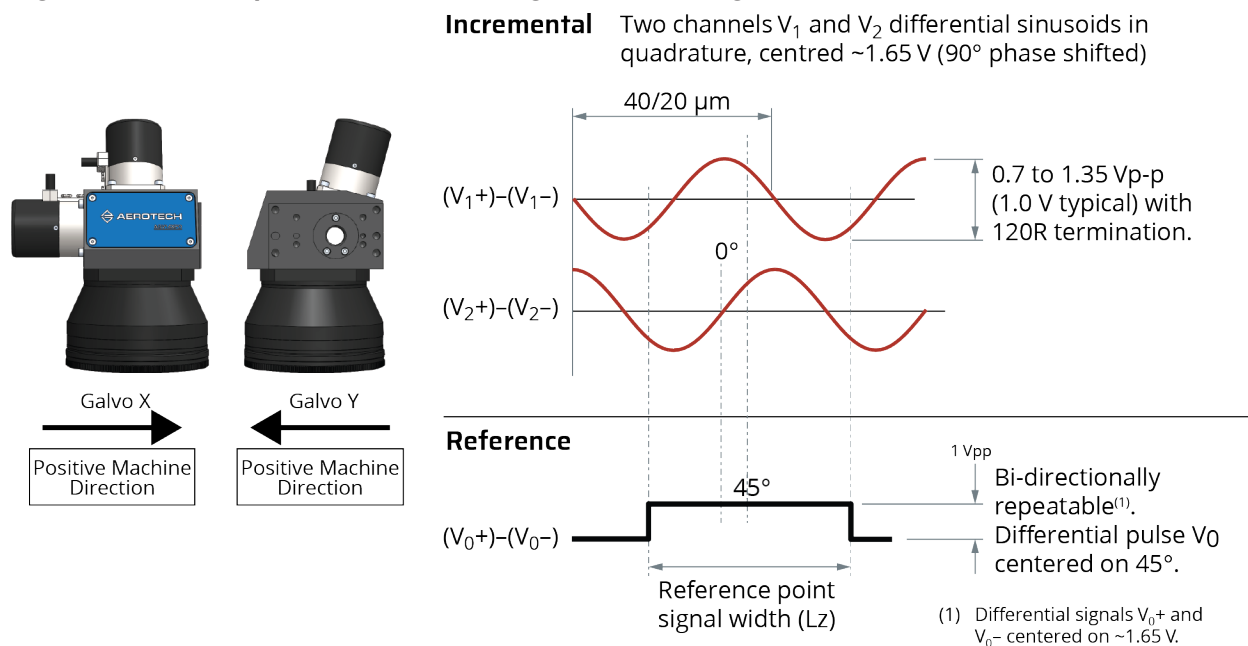 AEROTECH
Galvo X
Positive Machine
Direction
Galvo Y
Positive Machine
Direction
Incremental
Two channels V₁ and V₂ differential sinusoids in
quadrature, centred ~1.65 V (90° phase shifted)
40/20 µm
(V₁+)–(V₁–)
0.7 to 1.35 Vp-p
(1.0 V typical) with
120R termination.
0°
(V₂+)–(V₂–)
Reference
1 Vpp
45°
Bi-directionally
repeatable⁽¹⁾.
Differential pulse V0
centered on 45°.
(V₀+)–(V₀–)
Reference point
signal width (Lz)
(1) Differential signals V₀+ and
V₀– centered on ~1.65 V.